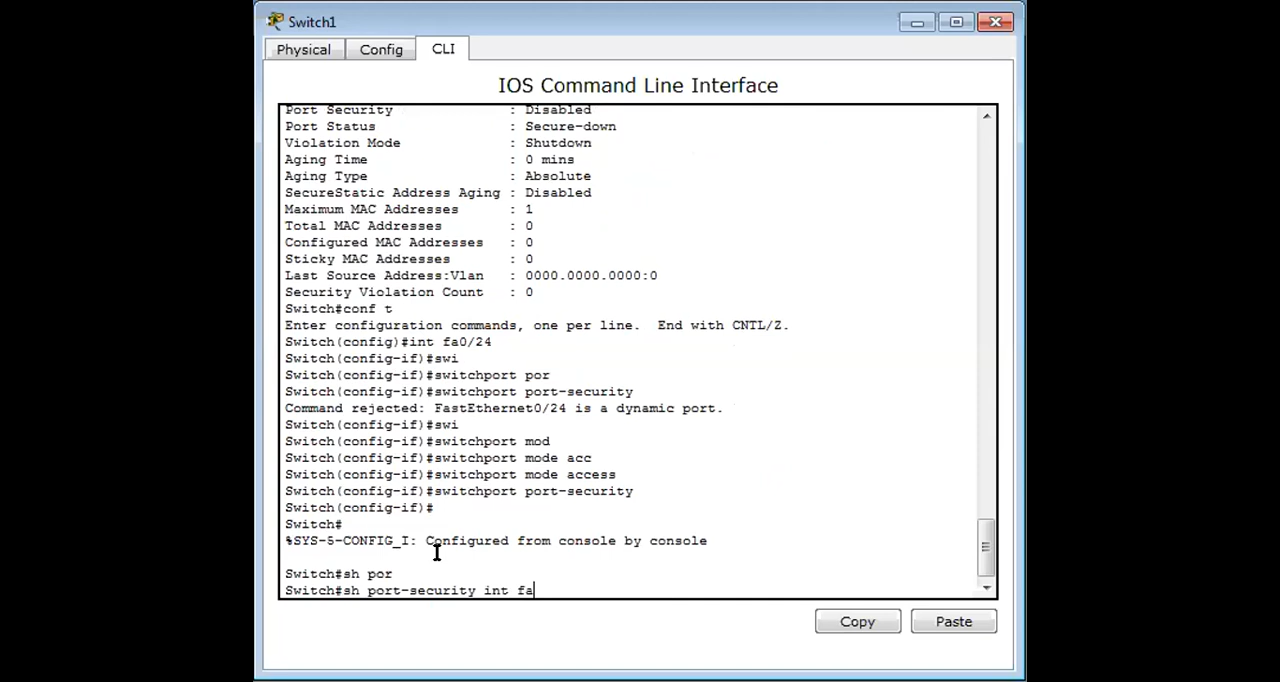 Switch1
Physical Config CLI
IOS Command Line Interface
Port Security : Disabled
Port Status : Secure-down
Violation Mode : Shutdown
Aging Time : 0 mins
Aging Type : Absolute
SecureStatic Address Aging : Disabled
Maximum MAC Addresses : 1
Total MAC Addresses : 0
Configured MAC Addresses : 0
Sticky MAC Addresses : 0
Last Source Address:Vlan : 0000.0000.0000:0
Security Violation Count : 0
Switch#conf t
Enter configuration commands, one per line. End with CNTL/Z.
Switch(config)#int fa0/24
Switch(config-if)#swi
Switch(config-if)#switchport por
Switch(config-if)#switchport port-security
Command rejected: FastEthernet0/24 is a dynamic port.
Switch(config-if)#swi
Switch(config-if)#switchport mod
Switch(config-if)#switchport mode acc
Switch(config-if)#switchport mode access
Switch(config-if)#switchport port-security
Switch(config-if)#
Switch#
%SYS-5-CONFIG_I: Configured from console by console
Switch#sh por
Switch#sh port-security int fa
Copy Paste